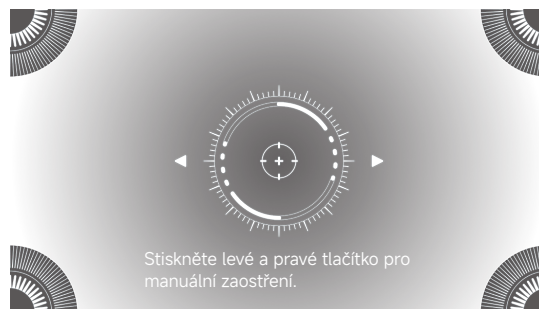 Stiskněte levé a pravé tlačítko pro
manuální zaostření.